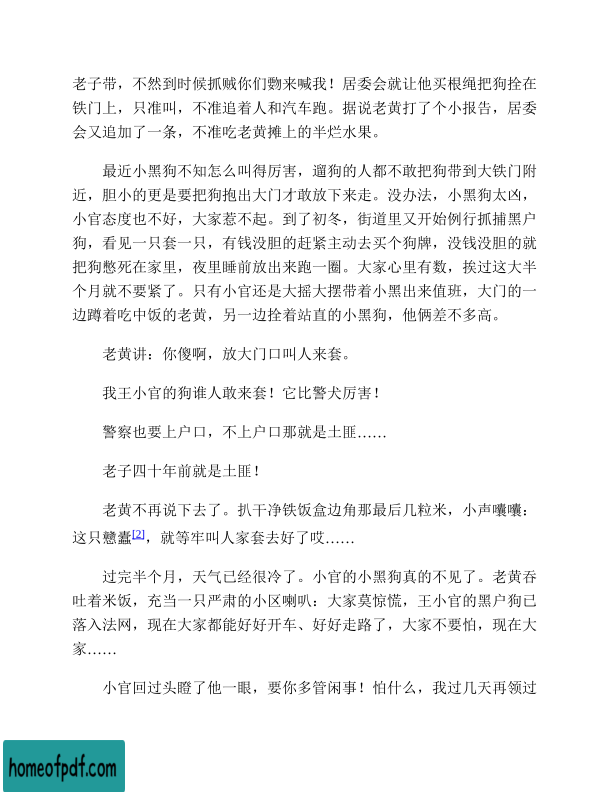 老子带，不然到时候抓贼你们覅来喊我！居委会就让他买根绳把狗拴在
铁门上，只准叫，不准追着人和汽车跑。据说老黄打了个小报告，居委
会又追加了一条，不准吃老黄摊上的半烂水果。
最近小黑狗不知怎么叫得厉害，遛狗的人都不敢把狗带到大铁门附
近，胆小的更是要把狗抱出大门才敢放下来走。没办法，小黑狗太凶，
小官态度也不好，大家惹不起。到了初冬，街道里又开始例行抓捕黑户
狗，看见一只套一只，有钱没胆的赶紧主动去买个狗牌，没钱没胆的就
把狗憋死在家里，夜里睡前放出来跑一圈。大家心里有数，挨过这大半
个月就不要紧了。只有小官还是大摇大摆带着小黑出来值班，大门的一
边蹲着吃中饭的老黄，另一边拴着站直的小黑狗，他俩差不多高。
老黄讲：你傻啊，放大门口叫人来套。
我王小官的狗谁人敢来套！它比警犬厉害！
警察也要上户口，不上户口那就是土匪……
老子四十年前就是土匪！
老黄不再说下去了。扒干净铁饭盒边角那最后几粒米，小声囔囔：
这只戆蠹[2]，就等牢叫人家套去好了哎……
过完半个月，天气已经很冷了。小官的小黑狗真的不见了。老黄吞
吐着米饭，充当一只严肃的小区喇叭：大家莫惊慌，王小官的黑户狗已
落入法网，现在大家都能好好开车、好好走路了，大家不要怕，现在大
家……
小官回过头瞪了他一眼，要你多管闲事！怕什么，我过几天再领过
homeofpdf.com